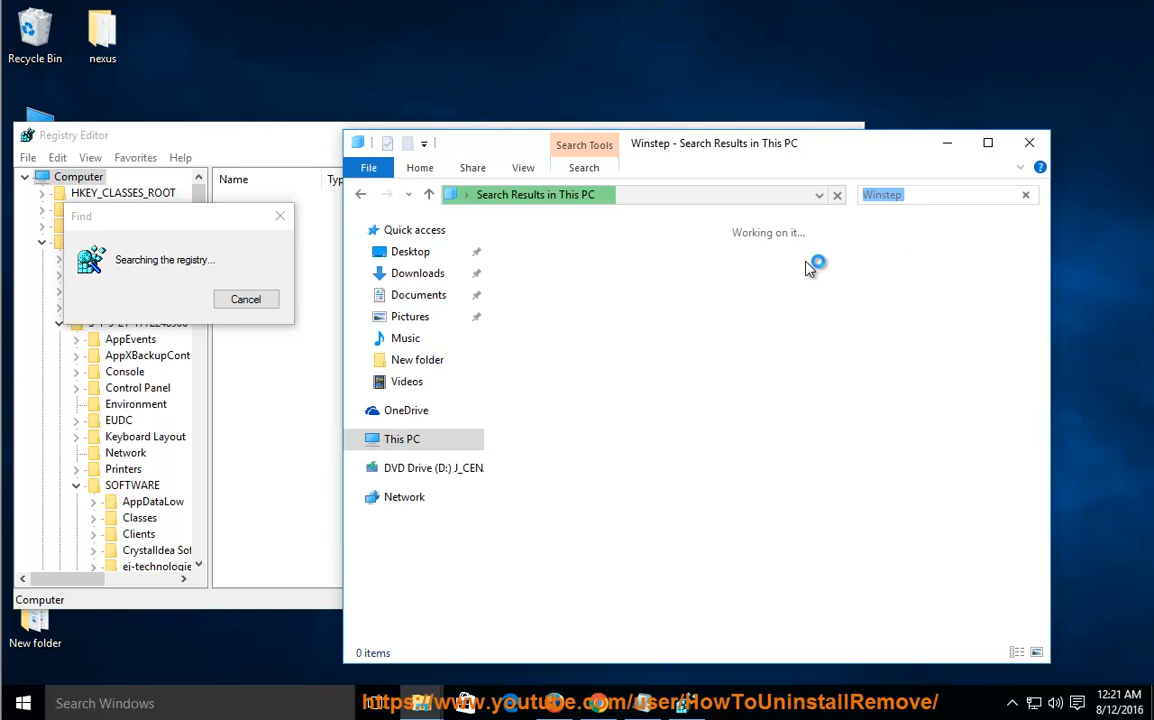 Recycle Bin
nexus
Registry Editor
File Edit View Favorites Help
Computer
HKEY_CLASSES_ROOT
Name
Find
Searching the registry...
Cancel
AppEvents
AppXBackupCont
Console
Control Panel
Environment
EUDC
Keyboard Layout
Network
Printers
SOFTWARE
AppDataLow
Classes
Clients
CrystalIdea Sof
ej-technologie
Computer
New folder
Search Tools
Winstep - Search Results in This PC
File
Home
Share
View
Search
Search Results in This PC
Winstep
Quick access
Desktop
Downloads
Documents
Pictures
Music
New folder
Videos
OneDrive
This PC
DVD Drive (D:) J_CEN.
Network
Working on it...
0 items
Search Windows
https://www.youtube.com/user/HowToUninstallRemove/
12:21 AM
8/12/2016